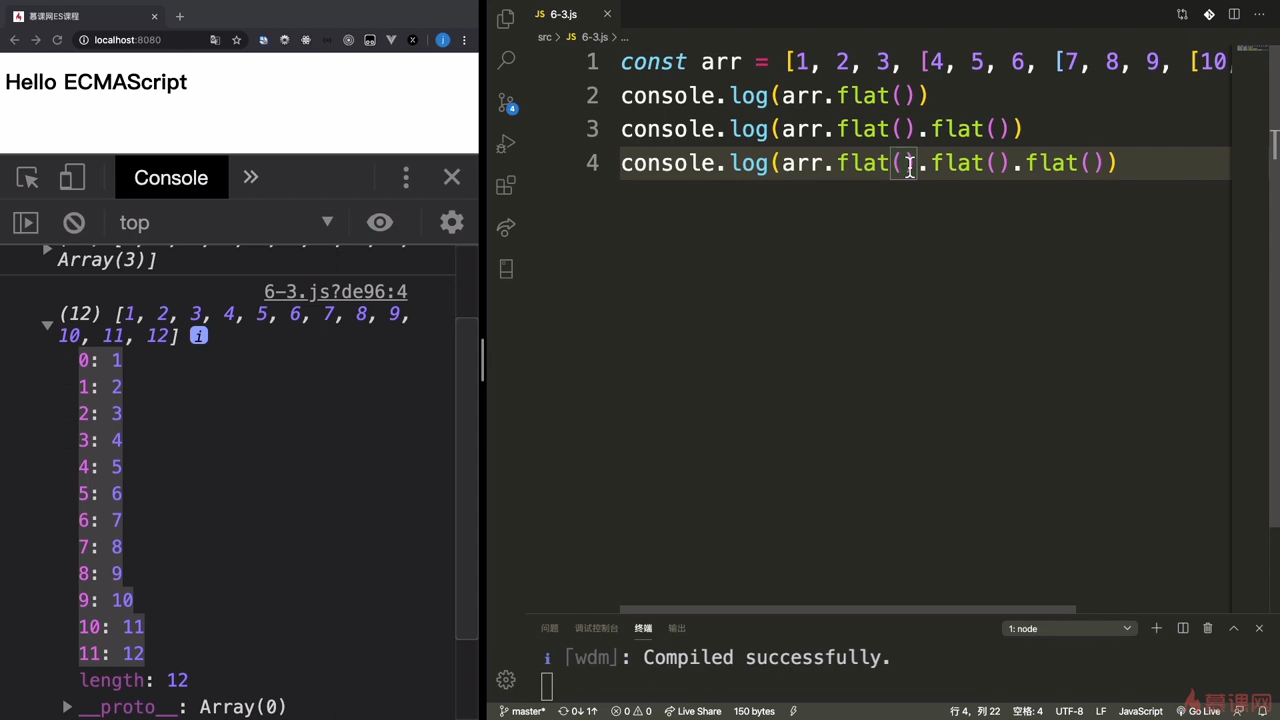 慕课网ES课程
localhost:8080
Hello ECMAScript
Console
top
Array(3)]
6-3.js?de96:4
(12) [1, 2, 3, 4, 5, 6, 7, 8, 9,
10, 11, 12]
0: 1
1: 2
2: 3
3: 4
4: 5
5: 6
6: 7
7: 8
8: 9
9: 10
10: 11
11: 12
length: 12
__proto__: Array(0)
JS 6-3.js
src › JS 6-3.js › ...
1 const arr = [1, 2, 3, [4, 5, 6, [7, 8, 9, [10,
2 console.log(arr.flat())
3 console.log(arr.flat().flat())
4 console.log(arr.flat().flat().flat())
4
问题 调试控制台 终端 输出
1: node
i 「wdm」: Compiled successfully.
master* 0↓ 1↑ 0 0 Live Share 150 bytes 行 4, 列 22 空格: 4 UTF-8 LF JavaScript Go Live
慕课网